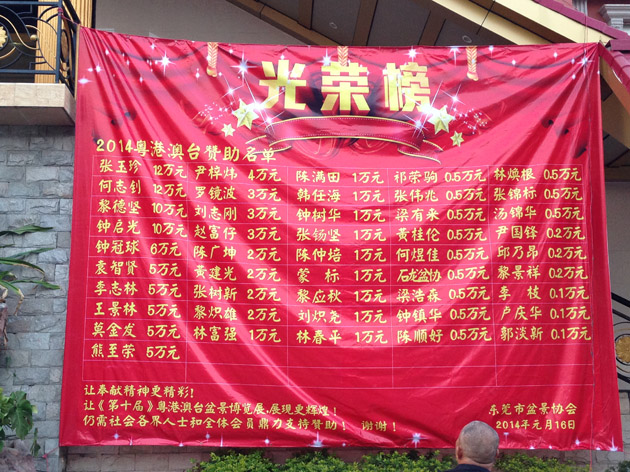 光荣榜
2014粤港澳台赞助名单
张玉珍 12万元 尹梓炜 4万元 陈满田 1万元 祁荣驹 0.5万元 林焕根 0.5万元
何志钊 12万元 罗镜波 3万元 韩任海 1万元 张伟兆 0.5万元 张锦标 0.5万元
黎德坚 10万元 刘志刚 3万元 钟树华 1万元 梁有来 0.5万元 汤锦华 0.5万元
钟启光 10万元 赵富仔 3万元 张钖坚 1万元 黄桂伦 0.5万元 尹国锋 0.2万元
钟冠球 6万元 陈广坤 2万元 陈仲培 1万元 何煜佳 0.5万元 邱乃昂 0.2万元
袁智贤 5万元 黄建光 2万元 蒙标 1万元 石龙盆协 0.5万元 黎景祥 0.2万元
李志林 5万元 张树新 2万元 黎应秋 1万元 梁浩森 0.5万元 李枝 0.1万元
王景林 5万元 黎炽雄 2万元 刘炽尧 1万元 钟镇华 0.5万元 卢庆华 0.1万元
莫金发 5万元 林富强 1万元 林春平 1万元 陈顺好 0.5万元 郭淡新 0.1万元
熊至荣 5万元
让奉献精神更精彩!
让《第十届》粤港澳台盆景博览展,展现更辉煌!
仍需社会各界人士和全体会员鼎力支持赞助! 谢谢!
东莞市盆景协会
2014年元月16日